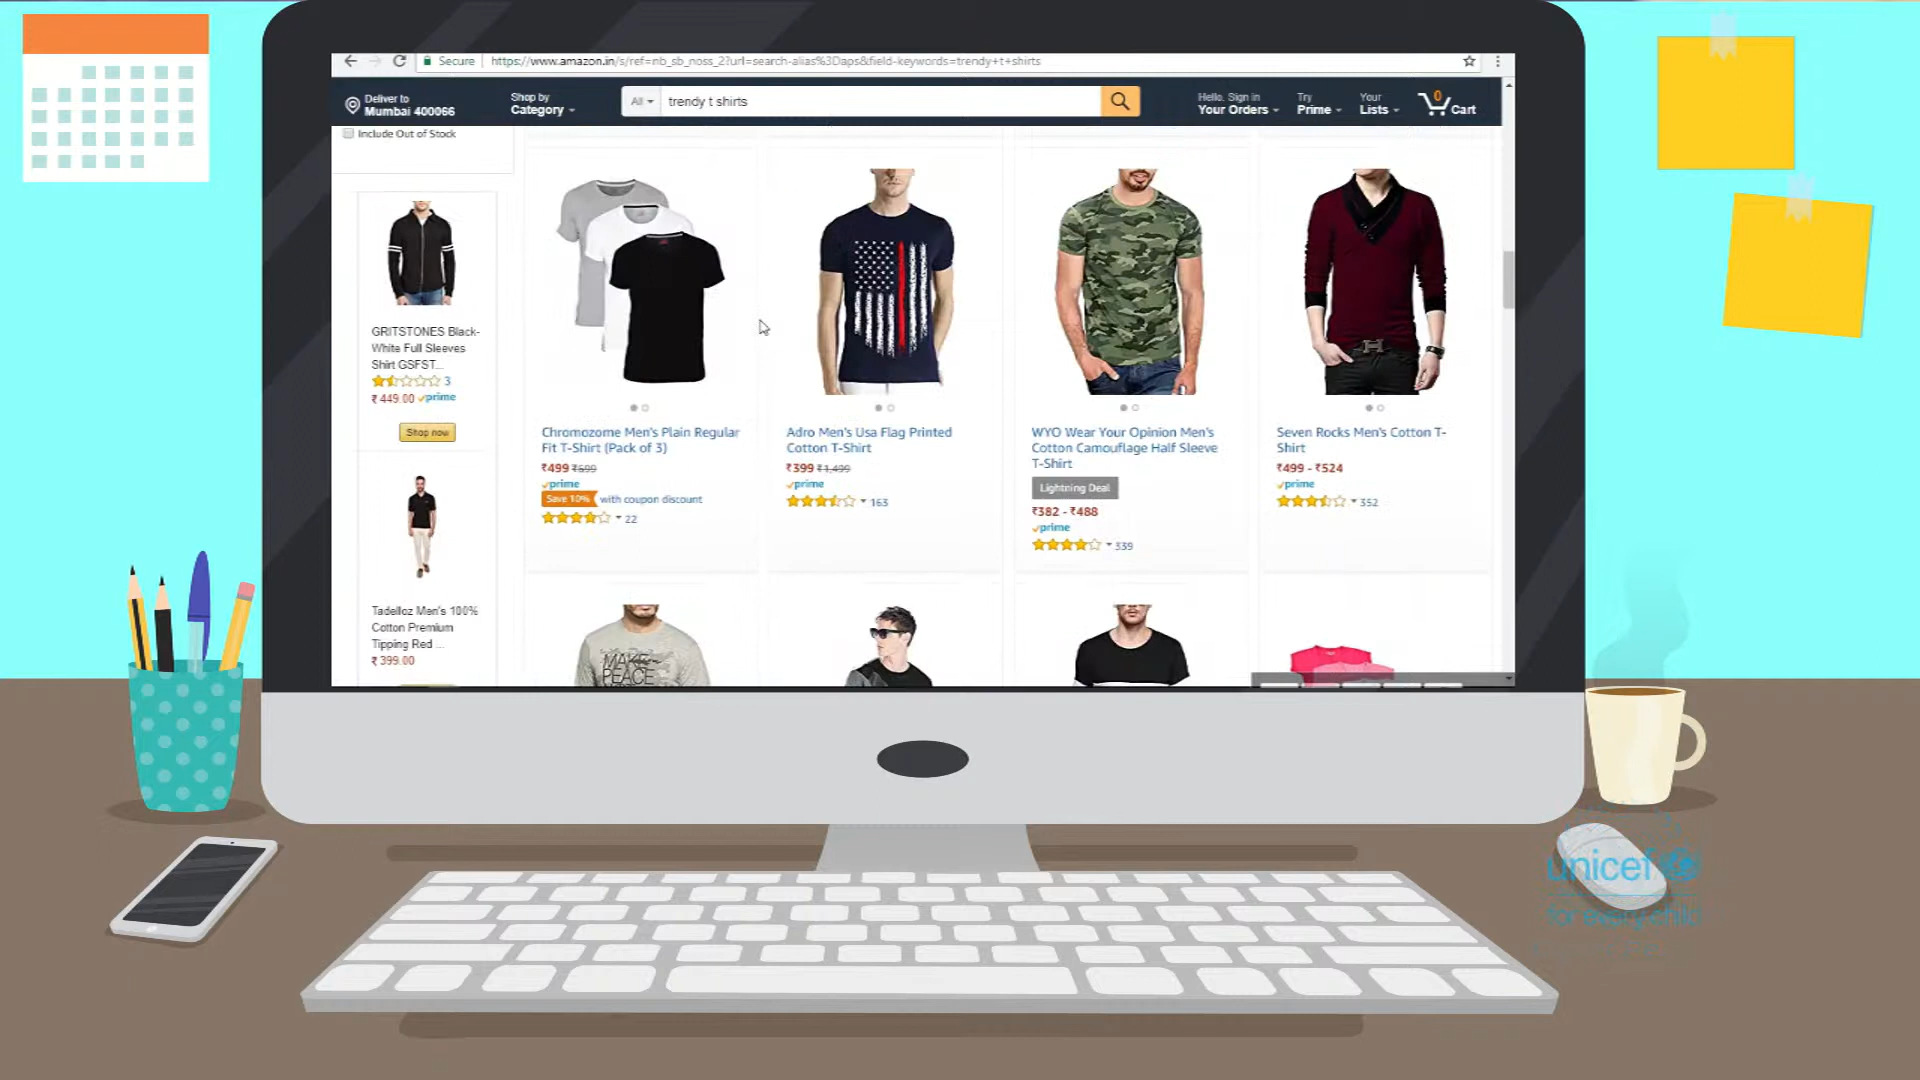 Secure
https://www.amazon.in/s/ref=nb_sb_noss_2?url=search-alias%3Daps&field-keywords=trendy+t+shirts
Deliver to
Mumbai 400066
Shop by
Category
All
trendy t shirts
Hello. Sign in
Your Orders
Try
Prime
Your
Lists
0
Cart
Include Out of Stock
GRITSTONES Black-
White Full Sleeves
Shirt GSFST...
3
₹ 449.00 prime
Shop now
Tadelloz Men's 100%
Cotton Premium
Tipping Red ...
₹ 399.00
Chromozome Men's Plain Regular
Fit T-Shirt (Pack of 3)
₹499 ₹599
prime
Save 10% with coupon discount
22
Adro Men's Usa Flag Printed
Cotton T-Shirt
₹399 ₹1,499
prime
163
WYO Wear Your Opinion Men's
Cotton Camouflage Half Sleeve
T-Shirt
Lightning Deal
₹382 - ₹488
prime
339
Seven Rocks Men's Cotton T-
Shirt
₹499 - ₹524
prime
352
MAKE
PEACE
unicef
for every child